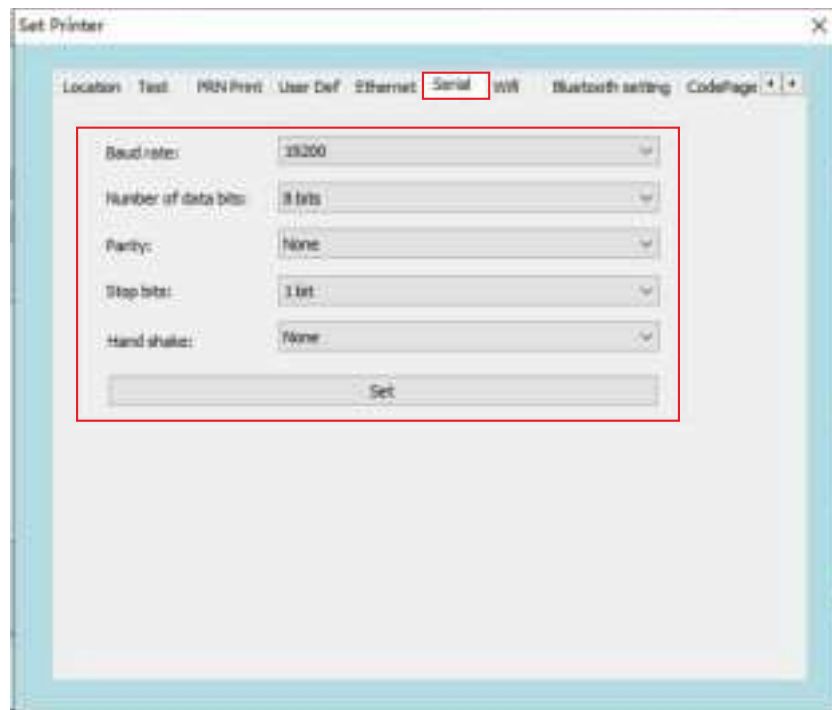 Set Printer
Location Test PRN Print User Def Ethernet Serial Wifi Bluetooth setting CodePage
Baud rate: 19200
Number of data bits: 8 bits
Parity: None
Stop bits: 1 bit
Hand shake: None
Set